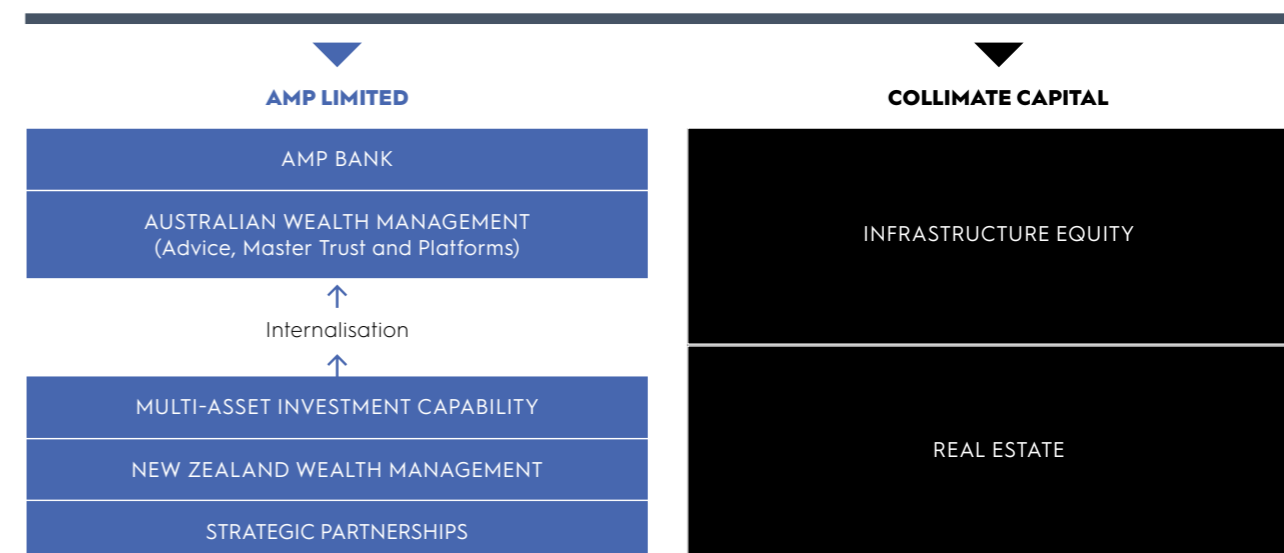 AMP LIMITED
AMP BANK
AUSTRALIAN WEALTH MANAGEMENT
(Advice, Master Trust and Platforms)
Internalisation
MULTI-ASSET INVESTMENT CAPABILITY
NEW ZEALAND WEALTH MANAGEMENT
STRATEGIC PARTNERSHIPS
COLLIMATE CAPITAL
INFRASTRUCTURE EQUITY
REAL ESTATE